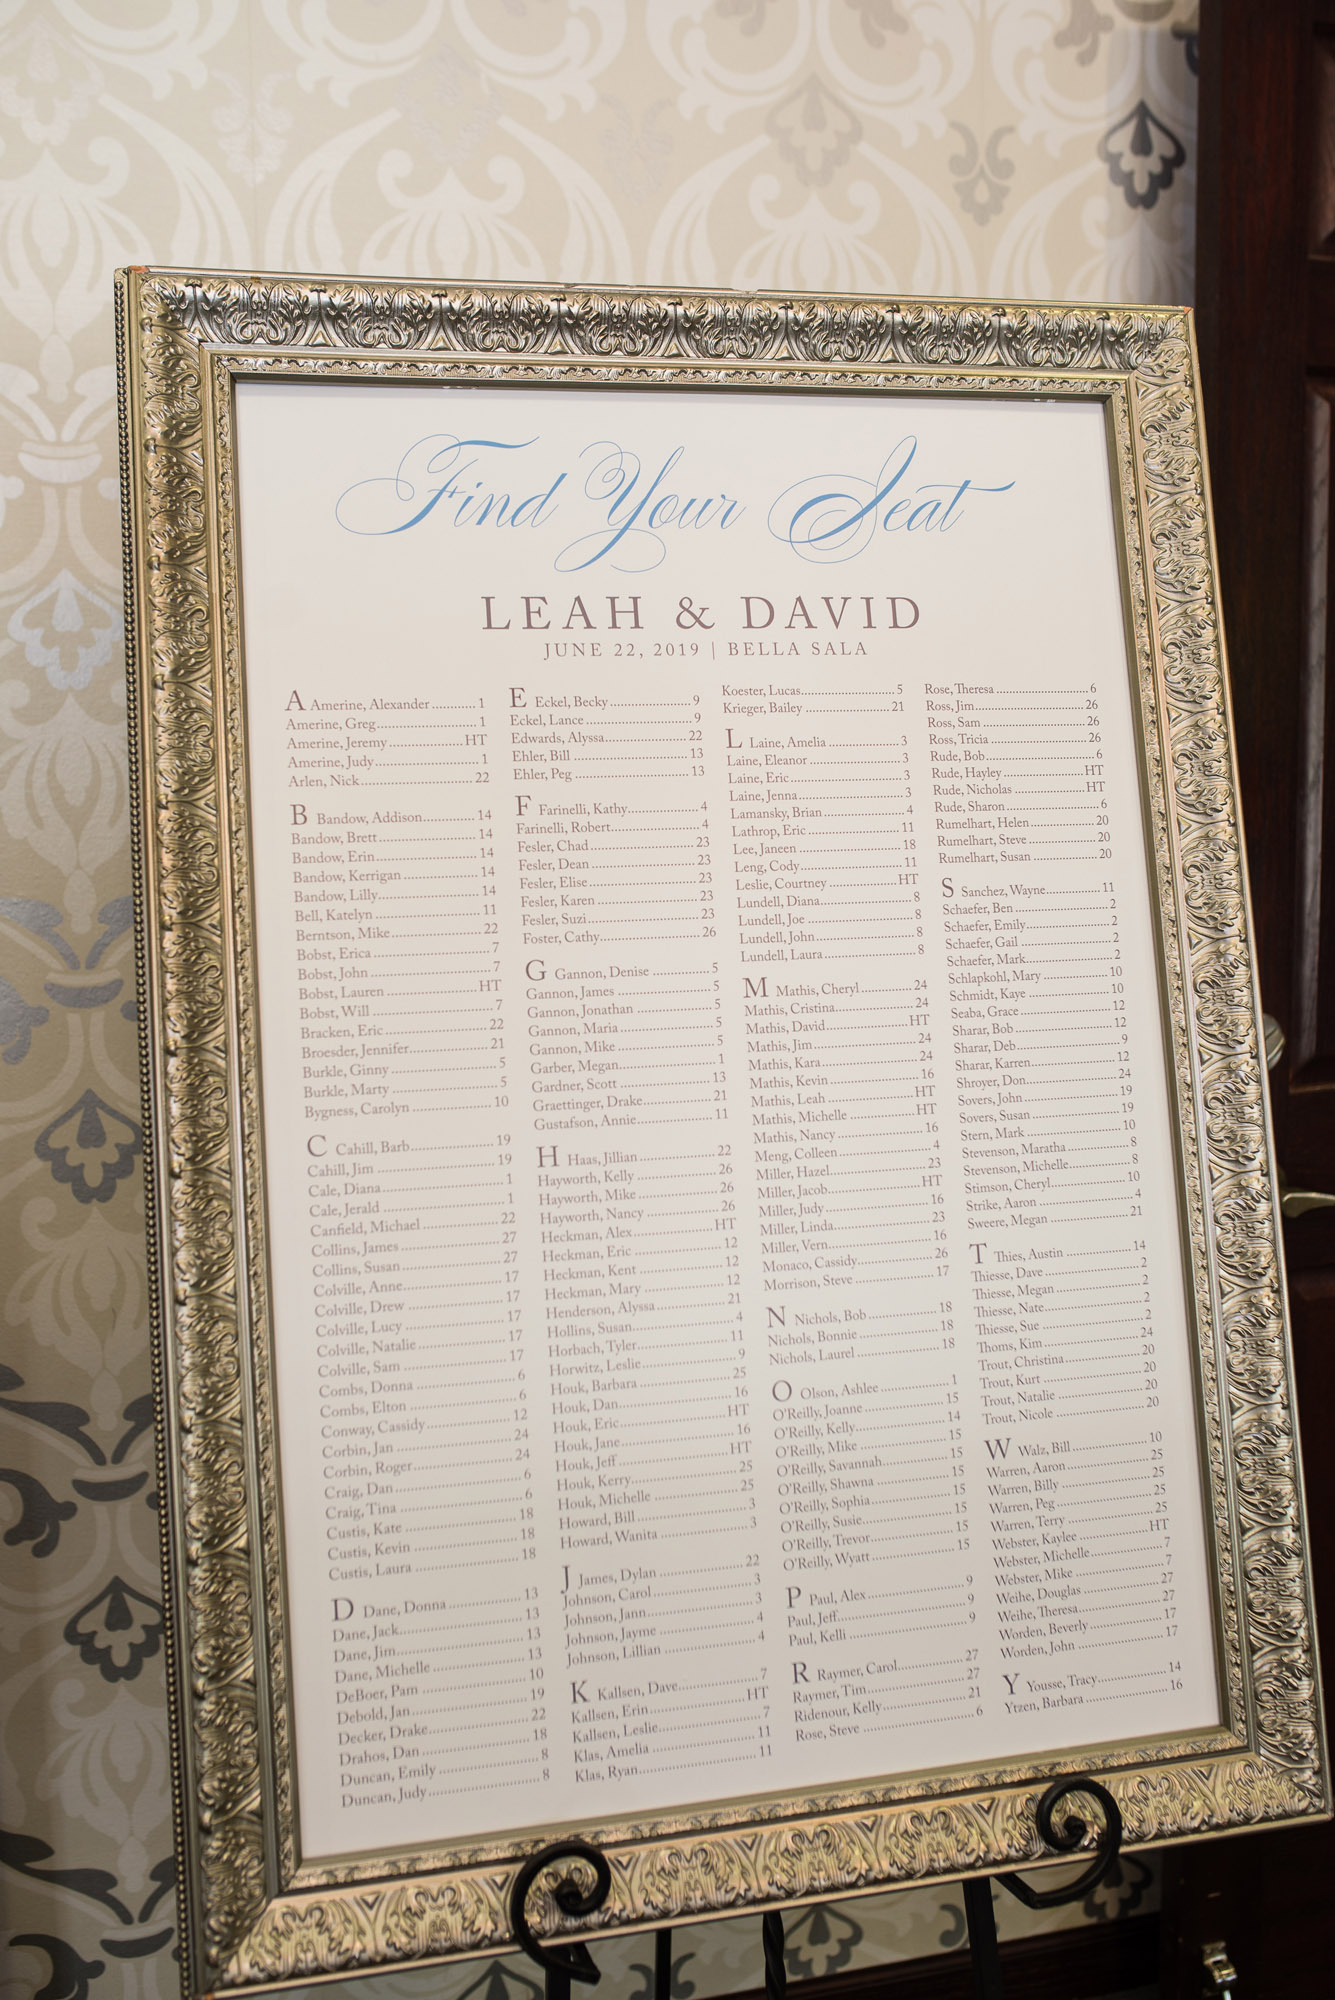 Find Your Seat
LEAH & DAVID
JUNE 22, 2019 | BELLA SALA
A Amerine, Alexander ........... 1
Amerine, Greg ........... 1
Amerine, Jeremy ........... HT
Amerine, Judy ........... 1
Arlen, Nick ........... 22
B Bandow, Addison ........... 14
Bandow, Brett ........... 14
Bandow, Erin ........... 14
Bandow, Kerrigan ........... 14
Bandow, Lilly ........... 14
Bell, Katelyn ........... 11
Berntson, Mike ........... 22
Bobst, Erica ........... 7
Bobst, John ........... 7
Bobst, Lauren ........... HT
Bobst, Will ........... 7
Bracken, Eric ........... 22
Broesder, Jennifer ........... 21
Burkle, Ginny ........... 5
Burkle, Marty ........... 5
Bygness, Carolyn ........... 10
C Cahill, Barb ........... 19
Cahill, Jim ........... 19
Cale, Diana ........... 1
Cale, Jerald ........... 1
Canfield, Michael ........... 22
Collins, James ........... 27
Collins, Susan ........... 27
Colville, Anne ........... 17
Colville, Drew ........... 17
Colville, Lucy ........... 17
Colville, Natalie ........... 17
Colville, Sam ........... 17
Combs, Donna ........... 6
Combs, Elton ........... 6
Conway, Cassidy ........... 12
Corbin, Jan ........... 24
Corbin, Roger ........... 24
Craig, Dan ........... 6
Craig, Tina ........... 6
Custis, Kate ........... 18
Custis, Kevin ........... 18
Custis, Laura ........... 18
D Dane, Donna ........... 13
Dane, Jack ........... 13
Dane, Jim ........... 13
Dane, Michelle ........... 13
DeBoer, Pam ........... 10
Debold, Jan ........... 19
Decker, Drake ........... 22
Drahos, Dan ........... 18
Duncan, Emily ........... 8
Duncan, Judy ........... 8
E Eckel, Becky ........... 9
Eckel, Lance ........... 9
Edwards, Alyssa ........... 22
Ehler, Bill ........... 13
Ehler, Peg ........... 13
F Farinelli, Kathy ........... 4
Farinelli, Robert ........... 4
Fesler, Chad ........... 23
Fesler, Dean ........... 23
Fesler, Elise ........... 23
Fesler, Karen ........... 23
Fesler, Suzi ........... 23
Foster, Cathy ........... 26
G Gannon, Denise ........... 5
Gannon, James ........... 5
Gannon, Jonathan ........... 5
Gannon, Maria ........... 5
Gannon, Mike ........... 5
Garber, Megan ........... 1
Gardner, Scott ........... 13
Graettinger, Drake ........... 21
Gustafson, Annie ........... 11
H Haas, Jillian ........... 22
Hayworth, Kelly ........... 26
Hayworth, Mike ........... 26
Hayworth, Nancy ........... 26
Heckman, Alex ........... HT
Heckman, Eric ........... 12
Heckman, Kent ........... 12
Heckman, Mary ........... 12
Henderson, Alyssa ........... 21
Hollins, Susan ........... 4
Horbach, Tyler ........... 11
Horwitz, Leslie ........... 9
Houk, Barbara ........... 25
Houk, Dan ........... 16
Houk, Eric ........... HT
Houk, Jane ........... 16
Houk, Jeff ........... HT
Houk, Kerry ........... 25
Houk, Michelle ........... 25
Howard, Bill ........... 3
Howard, Wanita ........... 3
J James, Dylan ........... 22
Johnson, Carol ........... 3
Johnson, Jann ........... 3
Johnson, Jayme ........... 4
Johnson, Lillian ........... 4
K Kallsen, Dave ........... 7
Kallsen, Erin ........... HT
Kallsen, Leslie ........... 7
Klas, Amelia ........... 11
Klas, Ryan ........... 11
Koester, Lucas ........... 5
Krieger, Bailey ........... 21
L Laine, Amelia ........... 3
Laine, Eleanor ........... 3
Laine, Eric ........... 3
Laine, Jenna ........... 3
Lamansky, Brian ........... 4
Lathrop, Eric ........... 11
Lee, Janeen ........... 18
Leng, Cody ........... 11
Leslie, Courtney ........... HT
Lundell, Diana ........... 8
Lundell, Joe ........... 8
Lundell, John ........... 8
Lundell, Laura ........... 8
M Mathis, Cheryl ........... 24
Mathis, Cristina ........... 24
Mathis, David ........... HT
Mathis, Jim ........... 24
Mathis, Kara ........... 24
Mathis, Kevin ........... 16
Mathis, Leah ........... HT
Mathis, Michelle ........... HT
Mathis, Nancy ........... 16
Meng, Colleen ........... 4
Miller, Hazel ........... 23
Miller, Jacob ........... HT
Miller, Judy ........... 16
Miller, Linda ........... 23
Miller, Vern ........... 16
Monaco, Cassidy ........... 26
Morrison, Steve ........... 17
N Nichols, Bob ........... 18
Nichols, Bonnie ........... 18
Nichols, Laurel ........... 18
O Olson, Ashlee ........... 1
O'Reilly, Joanne ........... 15
O'Reilly, Kelly ........... 14
O'Reilly, Mike ........... 15
O'Reilly, Savannah ........... 15
O'Reilly, Shawna ........... 15
O'Reilly, Sophia ........... 15
O'Reilly, Susie ........... 15
O'Reilly, Trevor ........... 15
O'Reilly, Wyatt ........... 15
P Paul, Alex ........... 9
Paul, Jeff ........... 9
Paul, Kelli ........... 9
R Raymer, Carol ........... 27
Raymer, Tim ........... 27
Ridenour, Kelly ........... 21
Rose, Steve ........... 6
Rose, Theresa ........... 6
Ross, Jim ........... 26
Ross, Sam ........... 26
Ross, Tricia ........... 26
Rude, Bob ........... 6
Rude, Hayley ........... HT
Rude, Nicholas ........... HT
Rude, Sharon ........... 6
Rumelhart, Helen ........... 20
Rumelhart, Steve ........... 20
Rumelhart, Susan ........... 20
S Sanchez, Wayne ........... 11
Schaefer, Ben ........... 2
Schaefer, Emily ........... 2
Schaefer, Gail ........... 2
Schaefer, Mark ........... 2
Schlapkohl, Mary ........... 10
Schmidt, Kaye ........... 10
Seaba, Grace ........... 12
Sharar, Bob ........... 12
Sharar, Deb ........... 9
Sharar, Karren ........... 12
Shroyer, Don ........... 24
Sovers, John ........... 19
Sovers, Susan ........... 19
Stern, Mark ........... 10
Stevenson, Maratha ........... 8
Stevenson, Michelle ........... 8
Stimson, Cheryl ........... 10
Strike, Aaron ........... 4
Sweere, Megan ........... 21
T Thies, Austin ........... 14
Thiesse, Dave ........... 2
Thiesse, Megan ........... 2
Thiesse, Nate ........... 2
Thiesse, Sue ........... 2
Thoms, Kim ........... 24
Trout, Christina ........... 20
Trout, Kurt ........... 20
Trout, Natalie ........... 20
Trout, Nicole ........... 20
W Walz, Bill ........... 10
Warren, Aaron ........... 25
Warren, Billy ........... 25
Warren, Peg ........... 25
Warren, Terry ........... 25
Webster, Kaylee ........... HT
Webster, Michelle ........... 7
Webster, Mike ........... 7
Weihe, Douglas ........... 27
Weihe, Theresa ........... 27
Worden, Beverly ........... 17
Worden, John ........... 17
Y Yousse, Tracy ........... 14
Ytzen, Barbara ........... 16